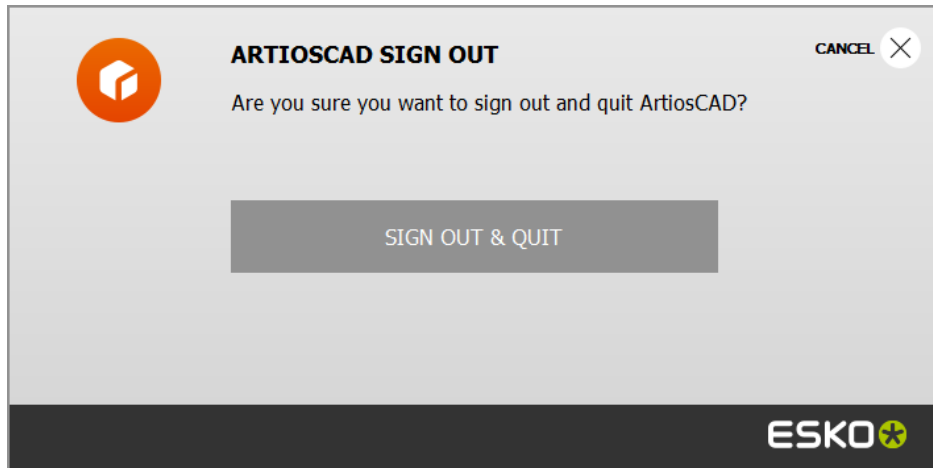 ARTIOSCAD SIGN OUT
CANCEL
Are you sure you want to sign out and quit ArtiosCAD?
SIGN OUT & QUIT
ESKO